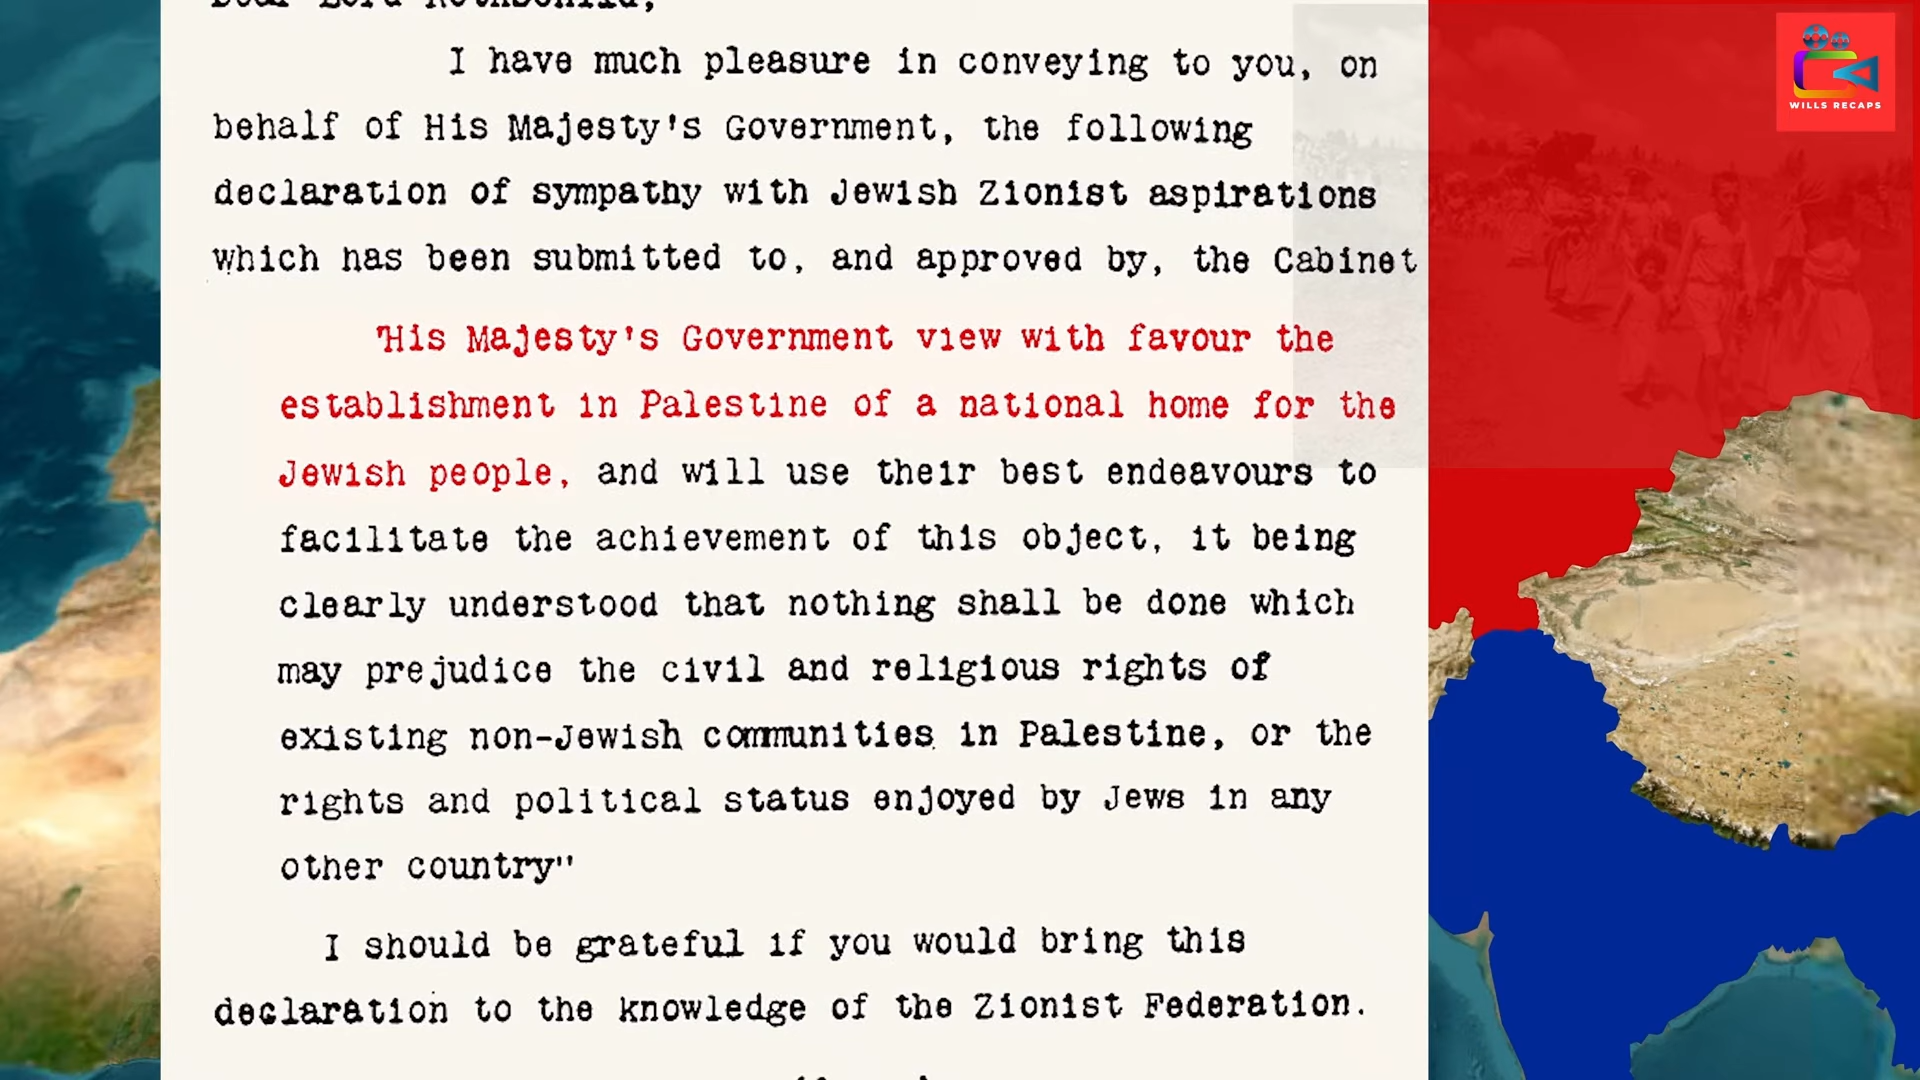 Dear Lord Rothschild,
I have much pleasure in conveying to you, on
behalf of His Majesty's Government, the following
declaration of sympathy with Jewish Zionist aspirations
which has been submitted to, and approved by, the Cabinet
"His Majesty's Government view with favour the
establishment in Palestine of a national home for the
Jewish people, and will use their best endeavours to
facilitate the achievement of this object, it being
clearly understood that nothing shall be done which
may prejudice the civil and religious rights of
existing non-Jewish communities in Palestine, or the
rights and political status enjoyed by Jews in any
other country"
I should be grateful if you would bring this
declaration to the knowledge of the Zionist Federation.
WILLS RECAPS